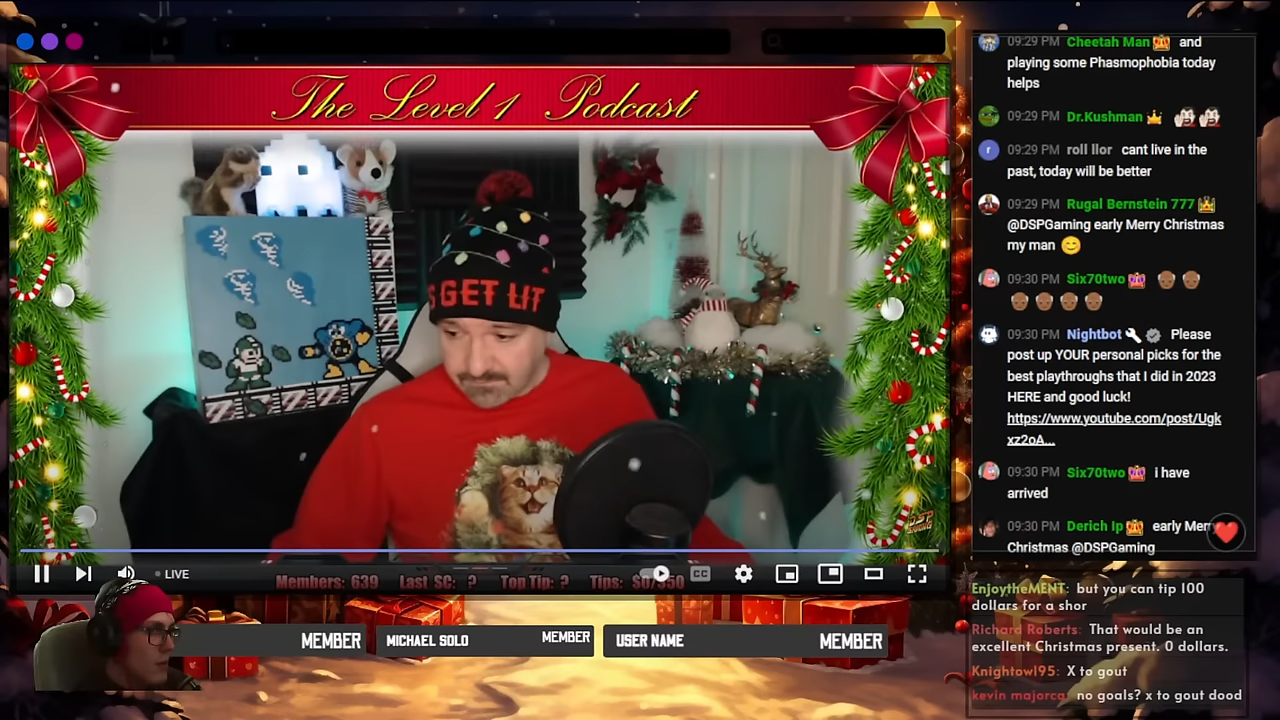 The Level 1 Podcast
GET LIT
LIVE
CC
Members: 639 Last SC: ? Top Tip: ? Tips: $0/350
MEMBER
MICHAEL SOLO MEMBER
USER NAME MEMBER
09:29 PM Cheetah Man and
playing some Phasmophobia today
helps
09:29 PM Dr.Kushman
r 09:29 PM roll llor cant live in the
past, today will be better
09:29 PM Rugal Bernstein 777
@DSPGaming early Merry Christmas
my man
09:30 PM Six70two
09:30 PM Nightbot Please
post up YOUR personal picks for the
best playthroughs that I did in 2023
HERE and good luck!
https://www.youtube.com/post/Ugk
xz2oA...
09:30 PM Six70two i have
arrived
09:30 PM Derich Ip early Merry
Christmas @DSPGaming
EnjoytheMENT: but you can tip 100
dollars for a shor
Richard Roberts: That would be an
excellent Christmas present. 0 dollars.
Knightowl95: X to gout
kevin majorca: no goals? x to gout dood